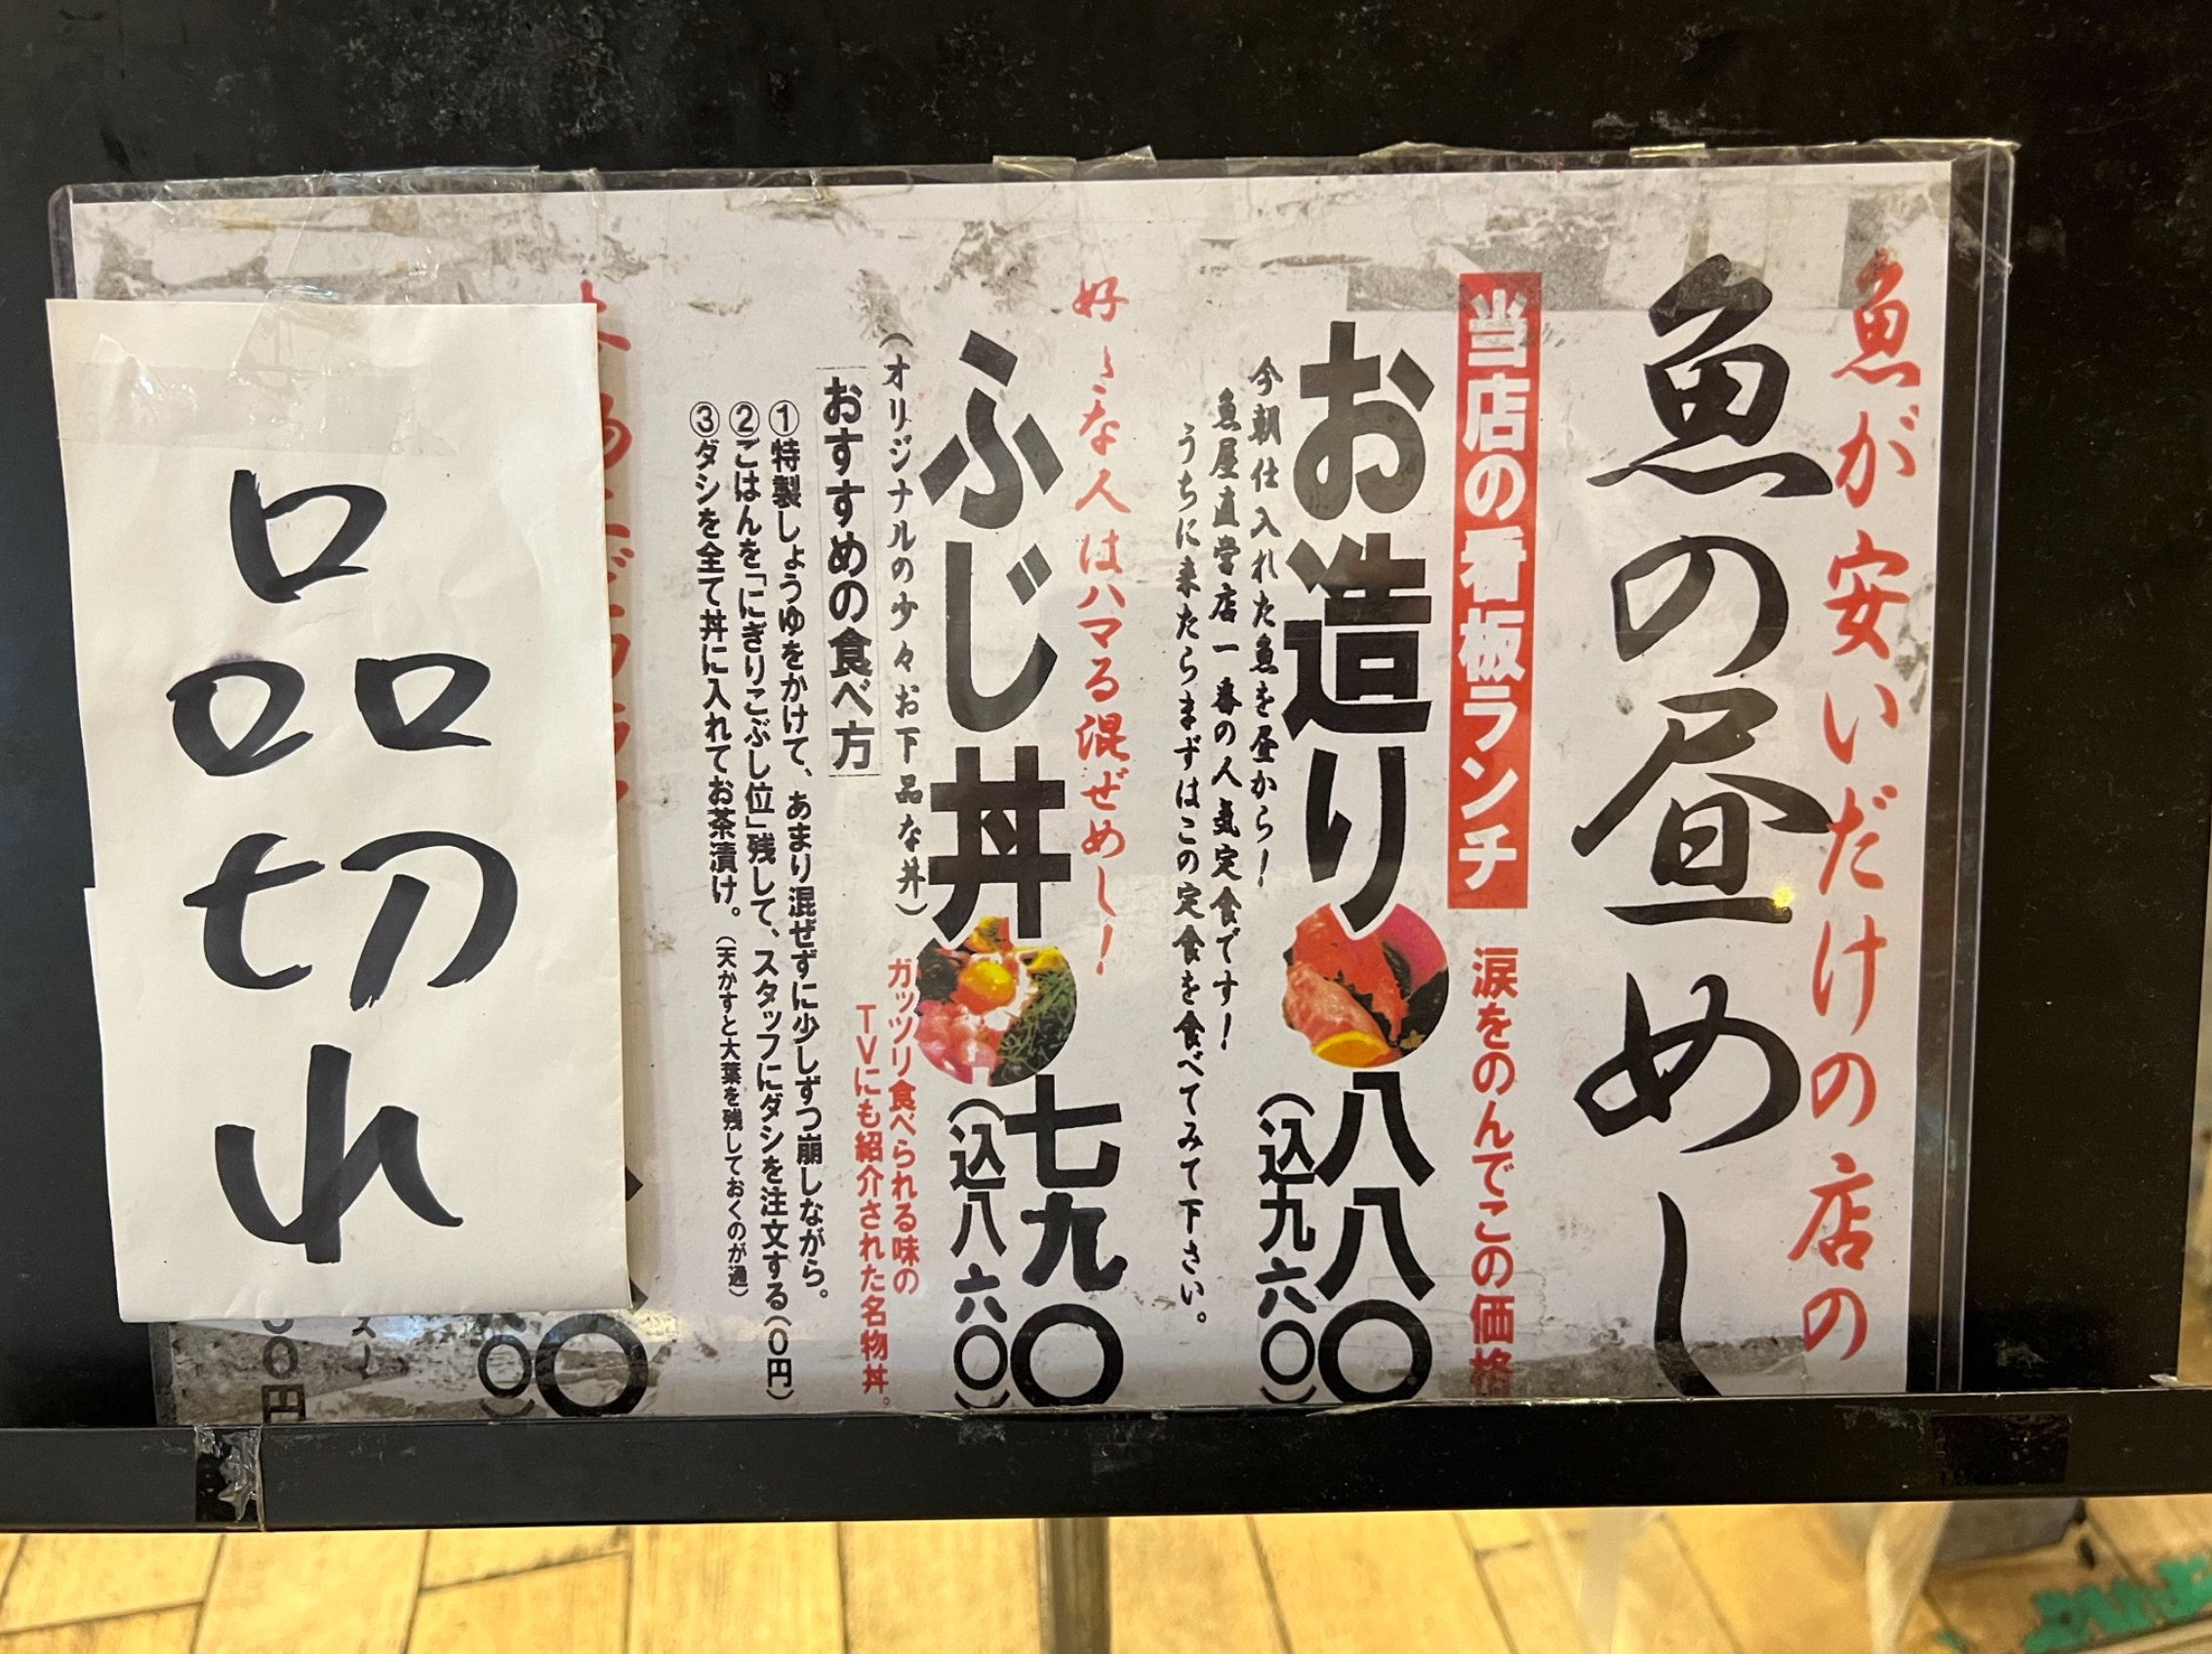 魚が安いだけの店の
魚の昼めし
当店の看板ランチ
涙をのんでこの価格
お造り
八八〇
(込九六〇)
今朝仕入れた魚を昼から!
魚屋直営店一番の人気定食です!
うちに来たらまずはこの定食を食べてみて下さい。
好きな人はハマる混ぜめし!
ふじ丼
七九〇
(込八六〇)
(オリジナルの少々お下品な丼)
ガッツリ食べられる味の
TVにも紹介された名物丼。
おすすめの食べ方
①特製しょうゆをかけて、あまり混ぜずに少しずつ崩しながら。
②ごはんを「にぎりこぶし位」残して、スタッフにダシを注文する(0円)
③ダシを全て丼に入れてお茶漬け。(天かすと大葉を残しておくのが通)
品切れ